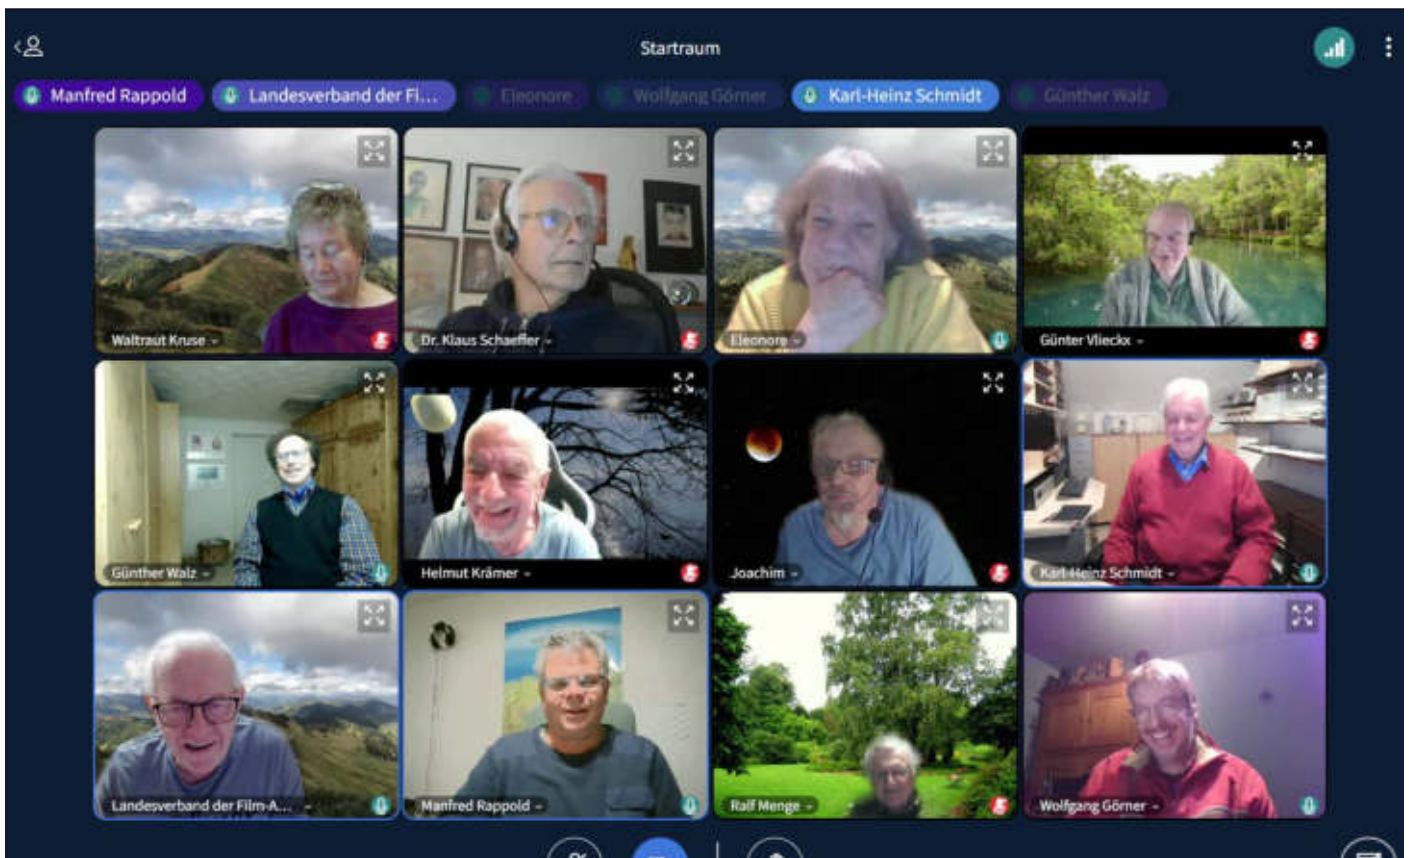 Startraum
Manfred Rappold Landesverband der Fi... Eleonore Wolfgang Görner Karl-Heinz Schmidt Günther Walz
Waltraut Kruse Dr. Klaus Schaeffer Eleonore Günter Vlieckx
Günther Walz Helmut Krämer Joachim Karl-Heinz Schmidt
Landesverband der Film-A... Manfred Rappold Ralf Menge Wolfgang Görner